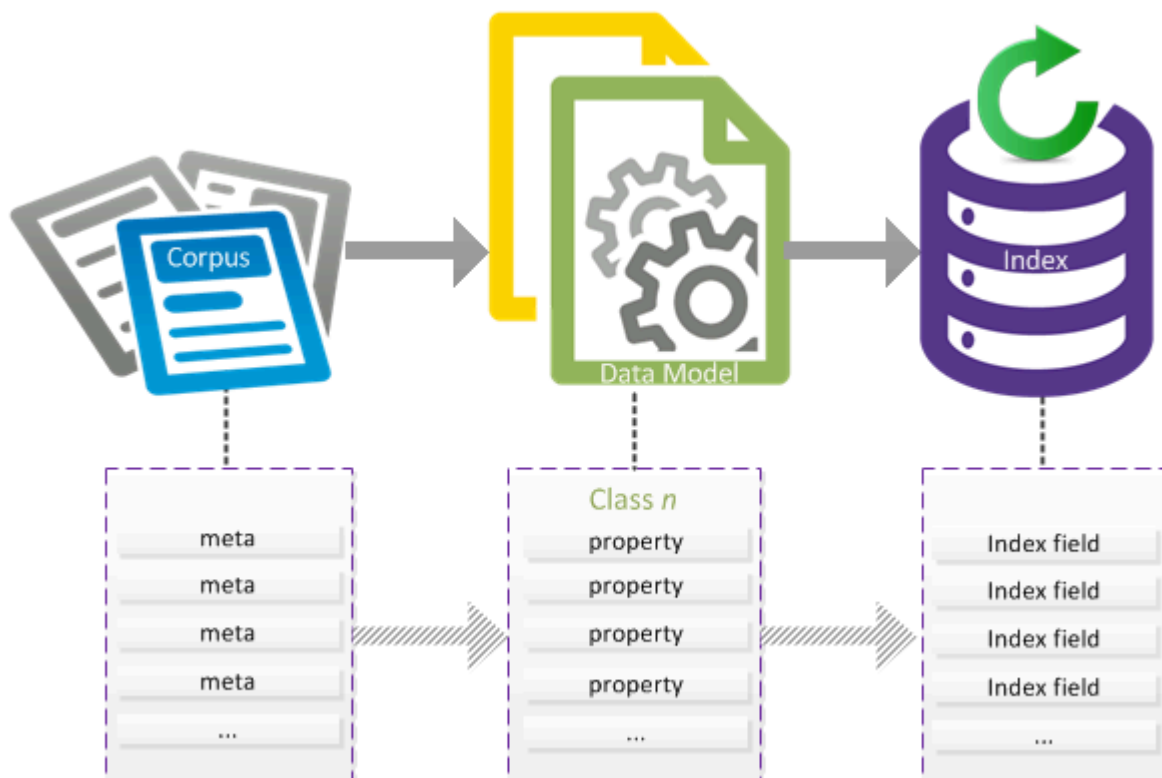 Corpus
Data Model
Index
meta
meta
meta
meta
...
Class n
property
property
property
property
...
Index field
Index field
Index field
Index field
...